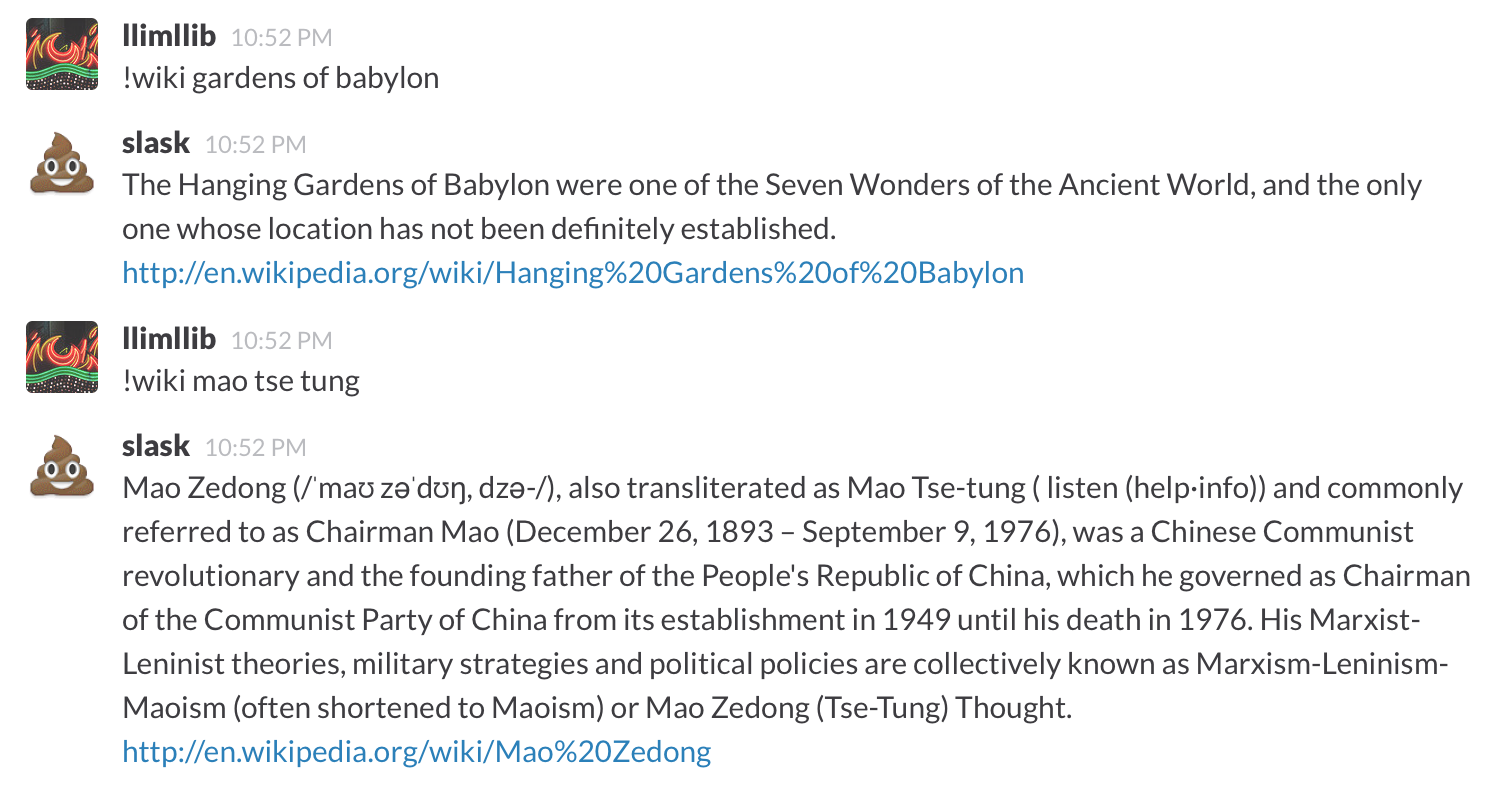 llimllib 10:52 PM
!wiki gardens of babylon
slask 10:52 PM
The Hanging Gardens of Babylon were one of the Seven Wonders of the Ancient World, and the only
one whose location has not been definitely established.
http://en.wikipedia.org/wiki/Hanging%20Gardens%20of%20Babylon
llimllib 10:52 PM
!wiki mao tse tung
slask 10:52 PM
Mao Zedong (/ˈmaʊ zəˈdʊŋ, dzə-/), also transliterated as Mao Tse-tung ( listen (help·info)) and commonly
referred to as Chairman Mao (December 26, 1893 – September 9, 1976), was a Chinese Communist
revolutionary and the founding father of the People's Republic of China, which he governed as Chairman
of the Communist Party of China from its establishment in 1949 until his death in 1976. His Marxist-
Leninist theories, military strategies and political policies are collectively known as Marxism-Leninism-
Maoism (often shortened to Maoism) or Mao Zedong (Tse-Tung) Thought.
http://en.wikipedia.org/wiki/Mao%20Zedong